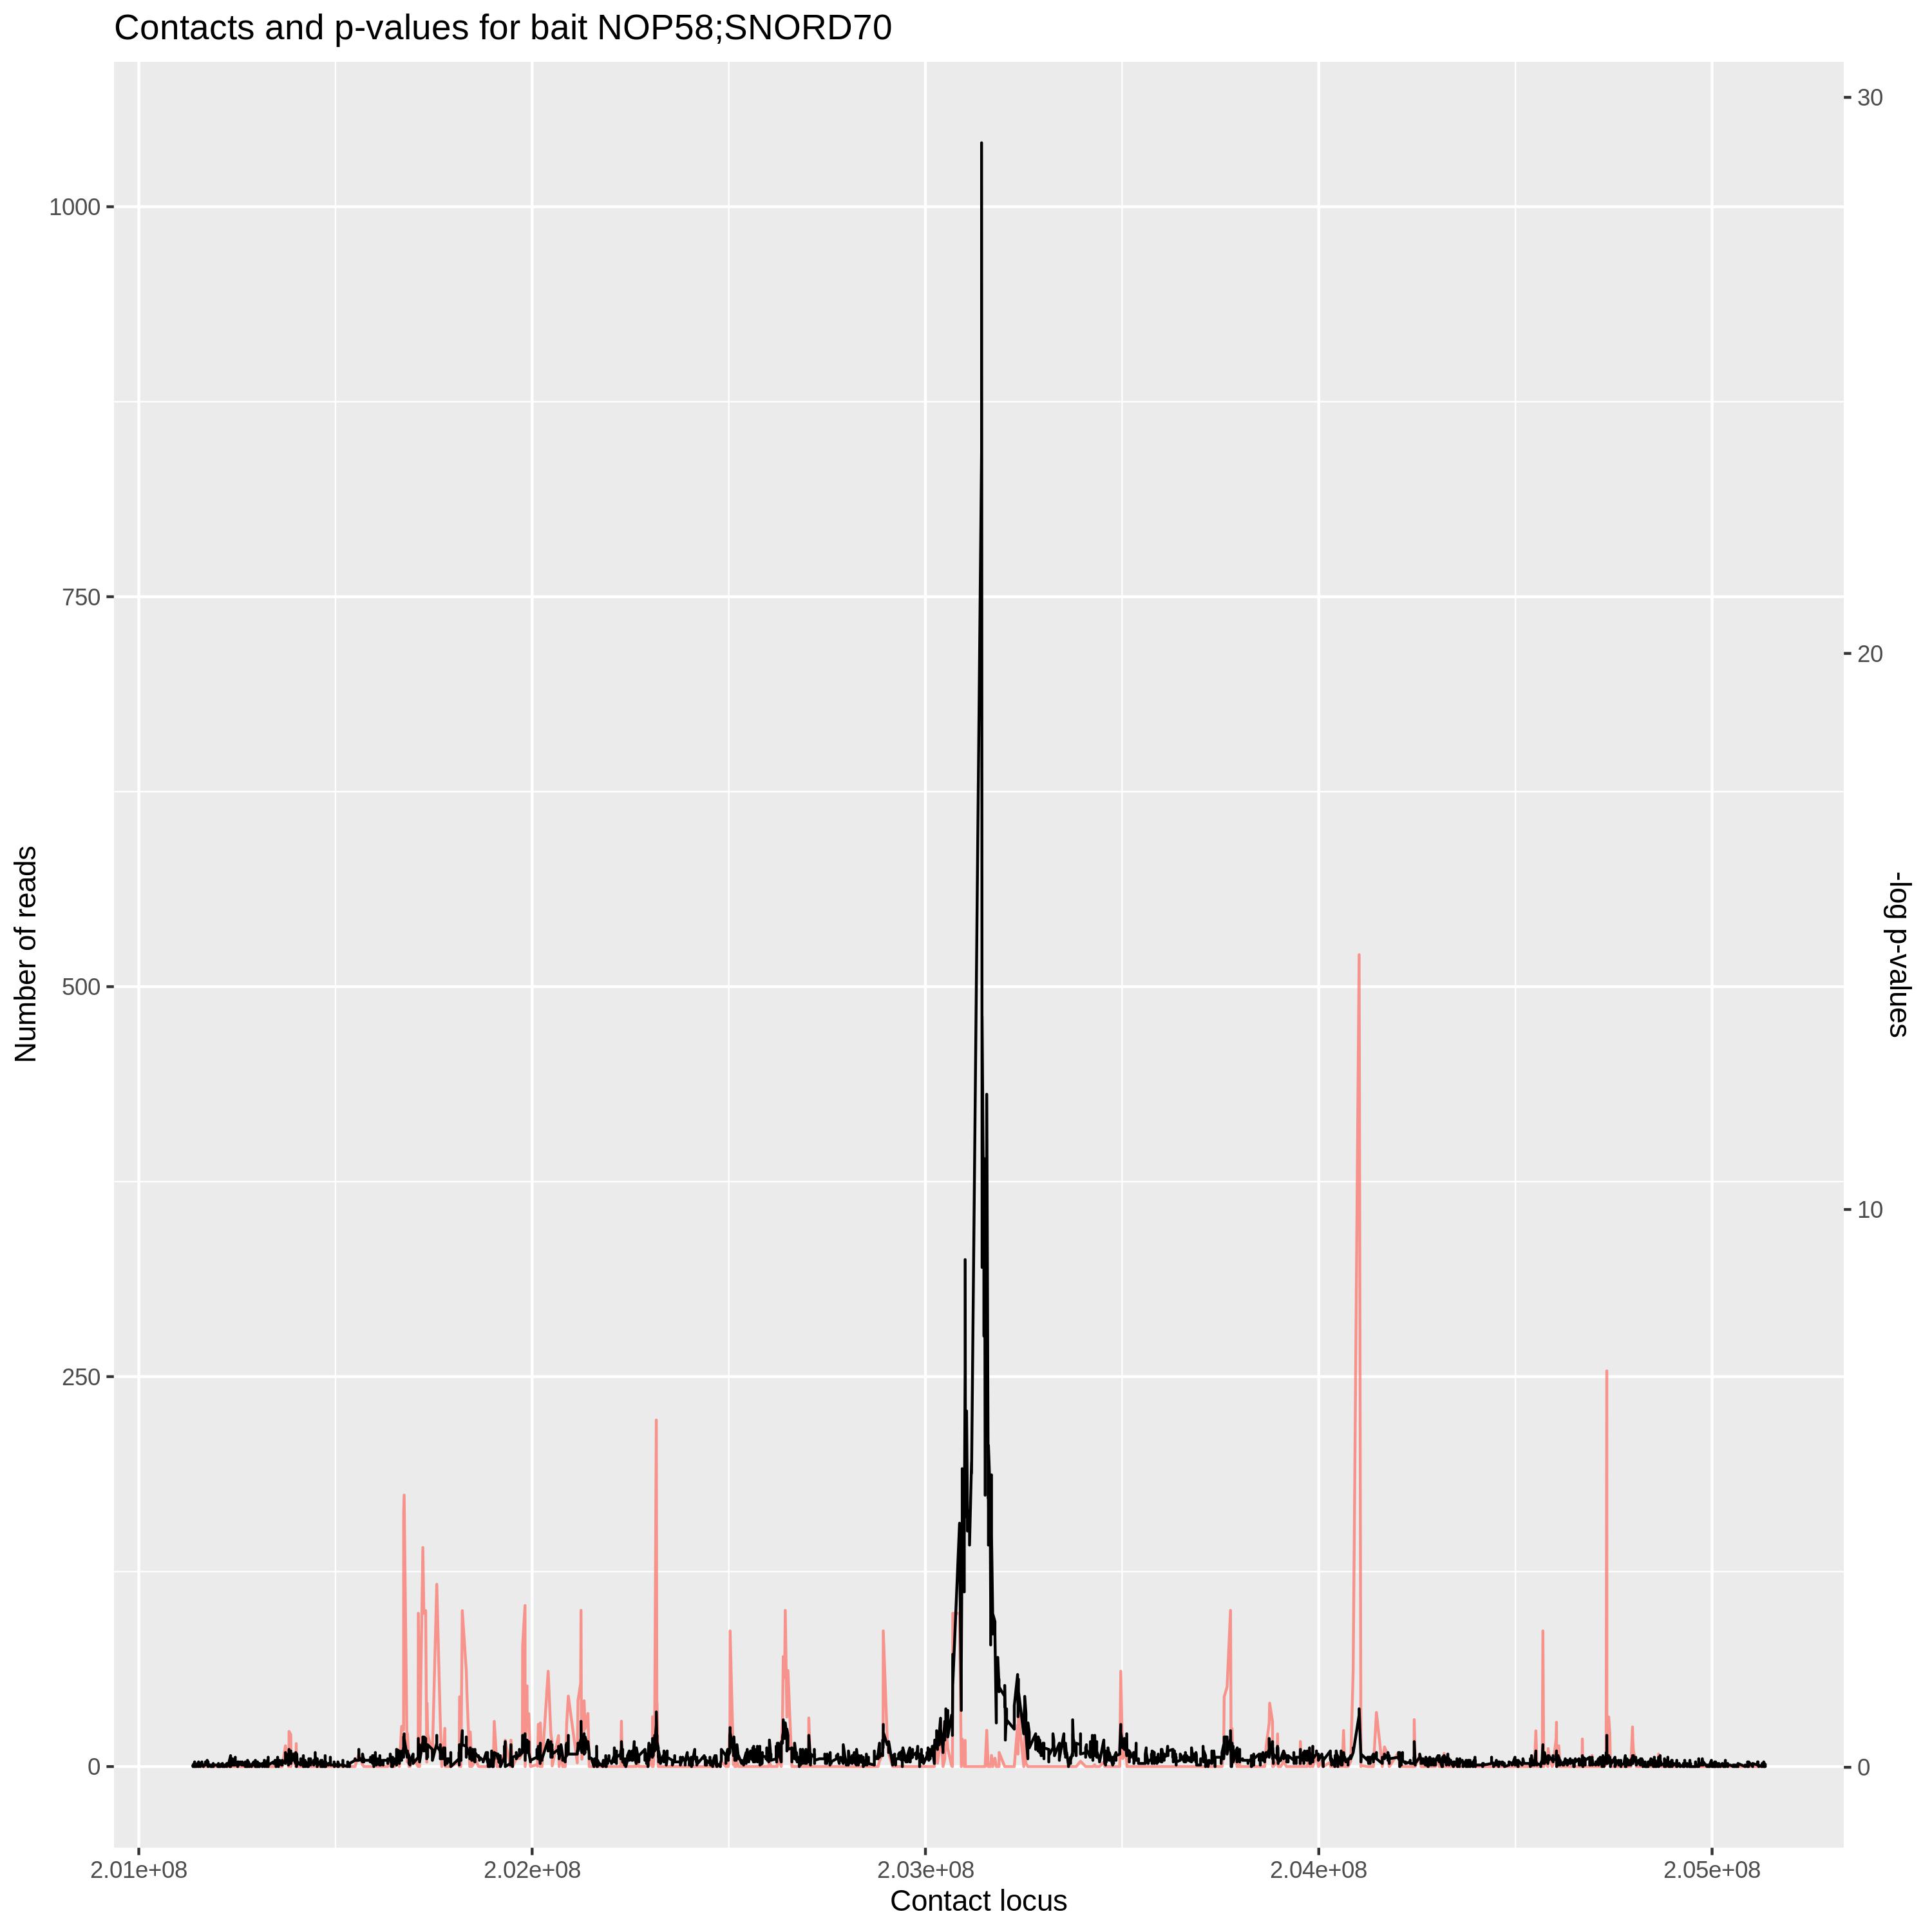 Contacts and p-values for bait NOP58;SNORD70
30
1000
750
20
Number of reads
-log p-values
500
10
250
0
0
2.01e+08
2.02e+08
2.03e+08
2.04e+08
2.05e+08
Contact locus